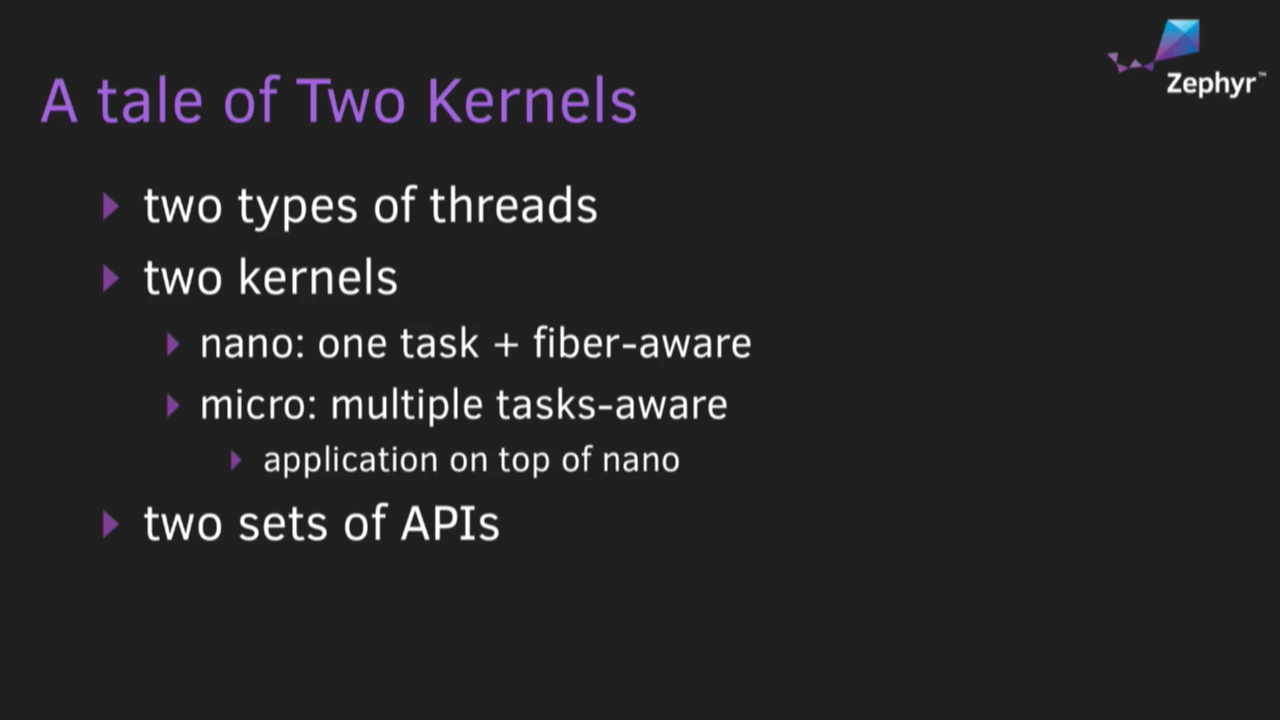 Zephyr™
A tale of Two Kernels
two types of threads
two kernels
nano: one task + fiber-aware
micro: multiple tasks-aware
application on top of nano
two sets of APIs